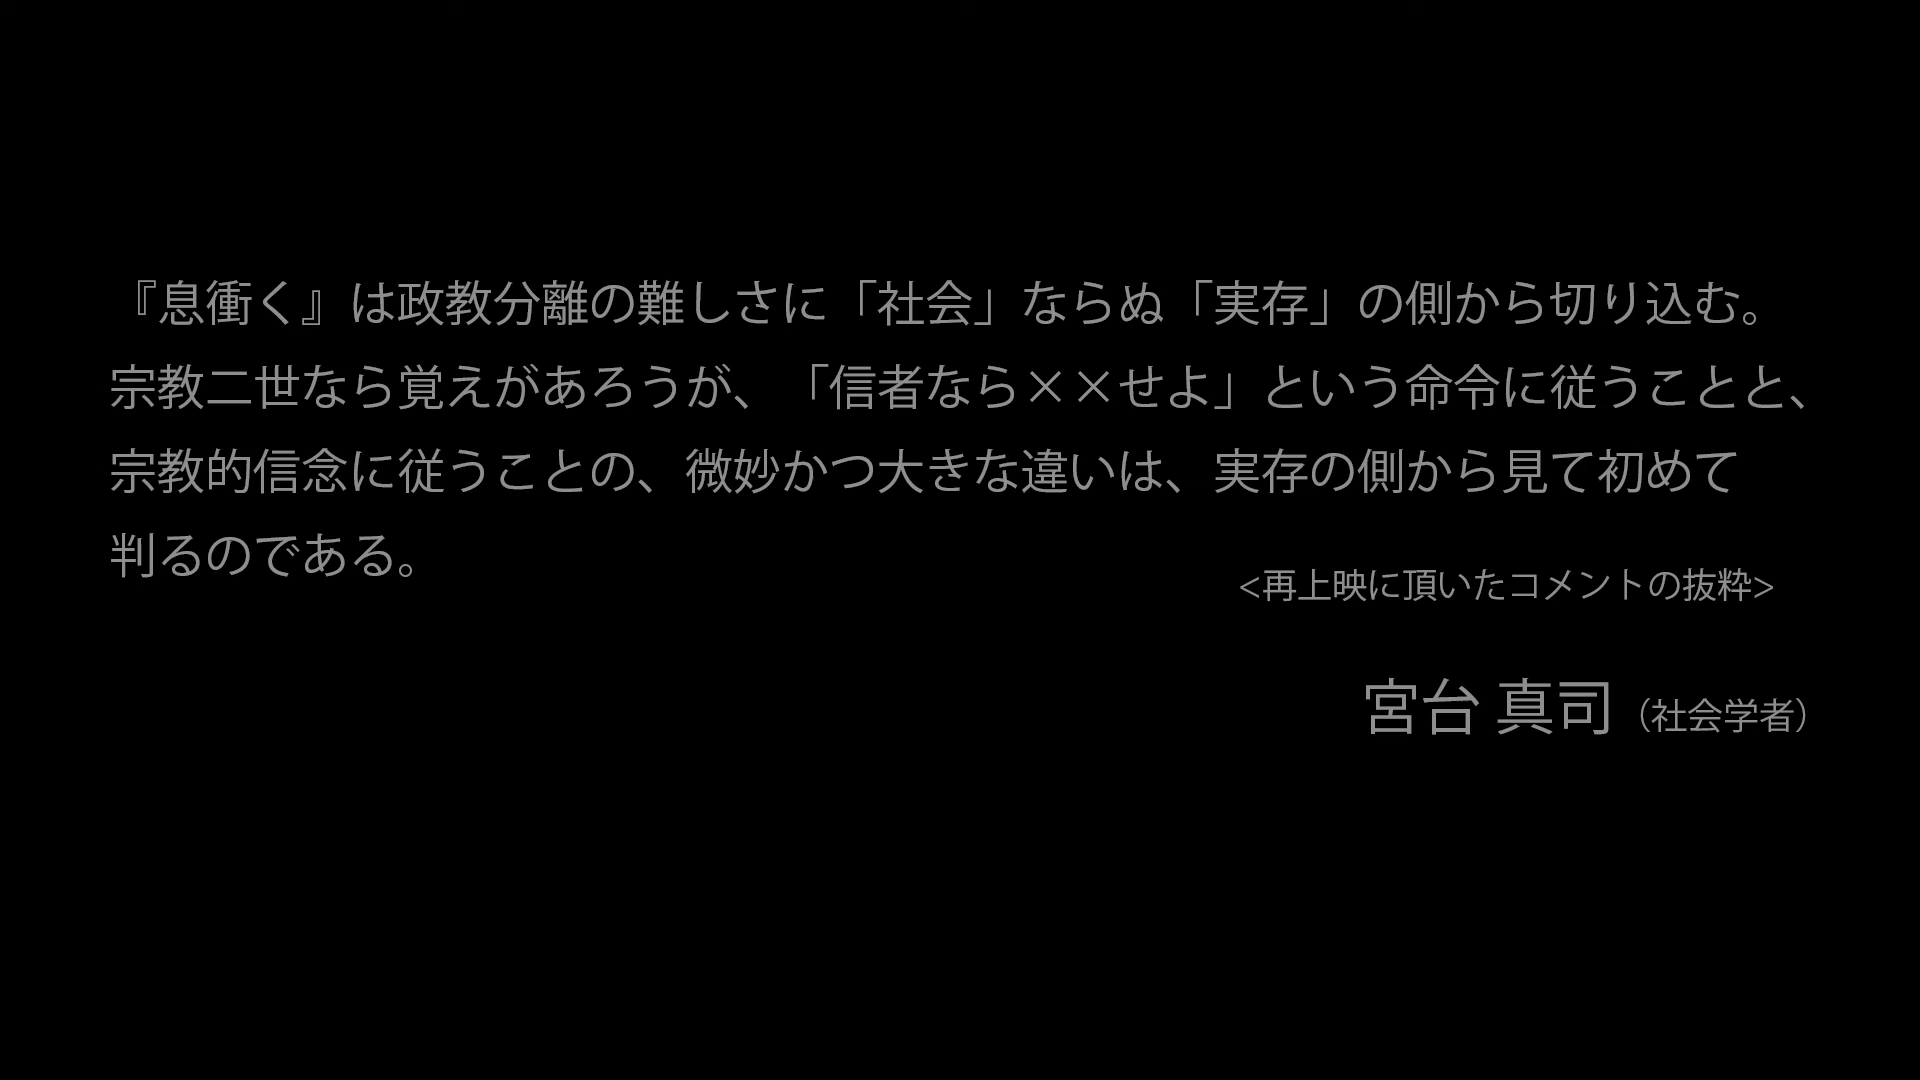 『息衝く』は政教分離の難しさに「社会」ならぬ「実存」の側から切り込む。
宗教二世なら覚えがあろうが、「信者なら××せよ」という命令に従うことと、
宗教的信念に従うことの、微妙かつ大きな違いは、実存の側から見て初めて
判るのである。
<再上映に頂いたコメントの抜粋>
宮台 真司（社会学者）